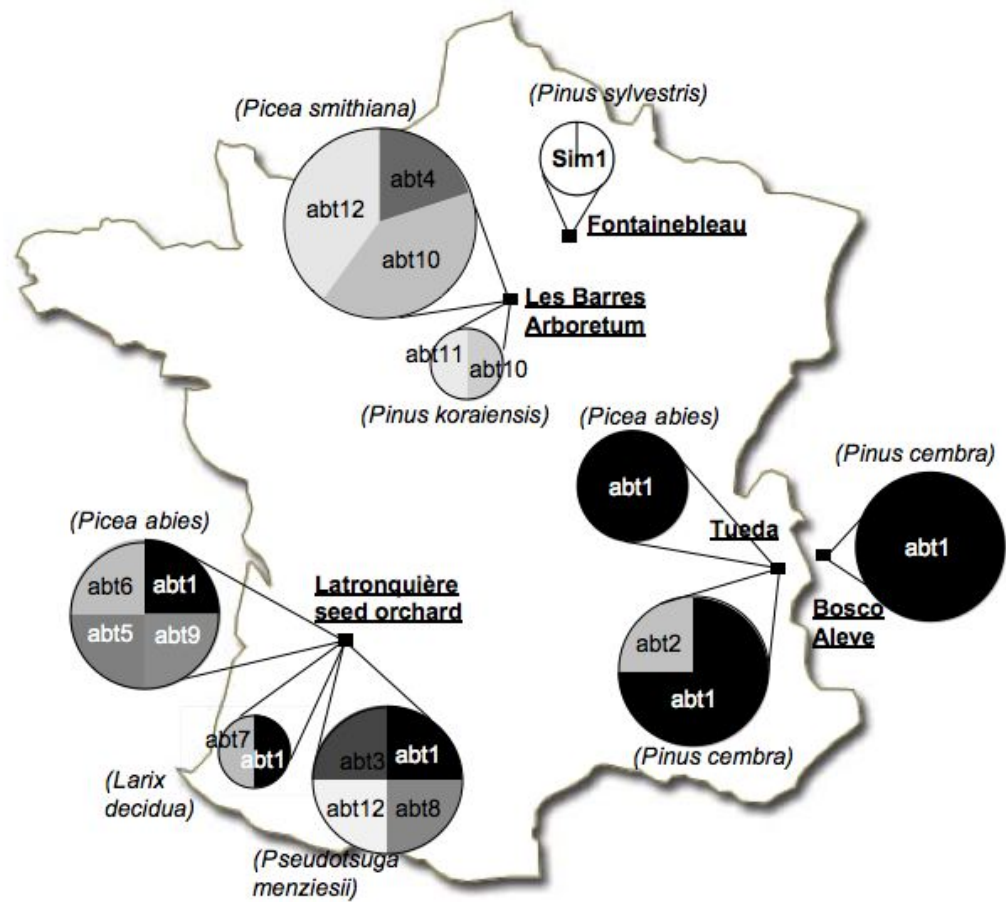 (Pinus sylvestris)
(Picea smithiana)
Sim1
abt4
abt12
abt10
Fontainebleau
Les Barres
Arboretum
abt11
abt10
(Pinus koraiensis)
(Picea abies)
(Pinus cembra)
abt1
Tueda
abt1
Bosco
Aleve
(Picea abies)
abt6
abt1
abt5
abt9
Latronquière
seed orchard
abt2
abt1
(Pinus cembra)
abt7
abt1
(Larix
decidua)
abt3
abt1
abt12
abt8
(Pseudotsuga
menziesii)